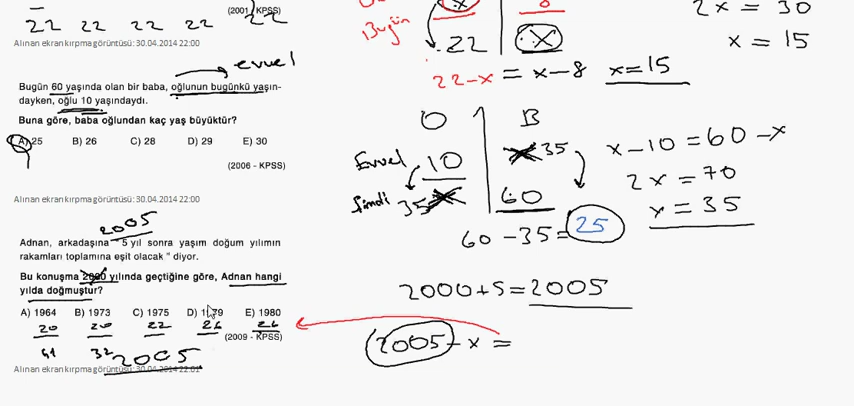 (2001 KPSS)
22 22 22 22 22
Alınan ekran kırpma görüntüsü: 30.04.2014 22:00
evvel
Bugün 60 yaşında olan bir baba, oğlunun bugünkü yaşın-
dayken, oğlu 10 yaşındaydı.
Buna göre, baba oğlundan kaç yaş büyüktür?
A) 25 B) 26 C) 28 D) 29 E) 30
(2006 - KPSS)
Alınan ekran kırpma görüntüsü: 30.04.2014 22:00
2005
Adnan, arkadaşına " 5 yıl sonra yaşım doğum yılımın
rakamları toplamına eşit olacak " diyor.
Bu konuşma 2000 yılında geçtiğine göre, Adnan hangi
yılda doğmuştur?
A) 1964 B) 1973 C) 1975 D) 1979 E) 1980
20 20 22 26 26
(2009 - KPSS)
41 32 2005
Alınan ekran kırpma görüntüsü: 30.04.2014 22:01
Bugün 22 x
2x = 30
x = 15
22-x = x-8 x=15
O B
Evvel 10 x 35
Şimdi 35 x 60
x-10=60-x
2x=70
x=35
60-35=25
2000+5=2005
2005-x=